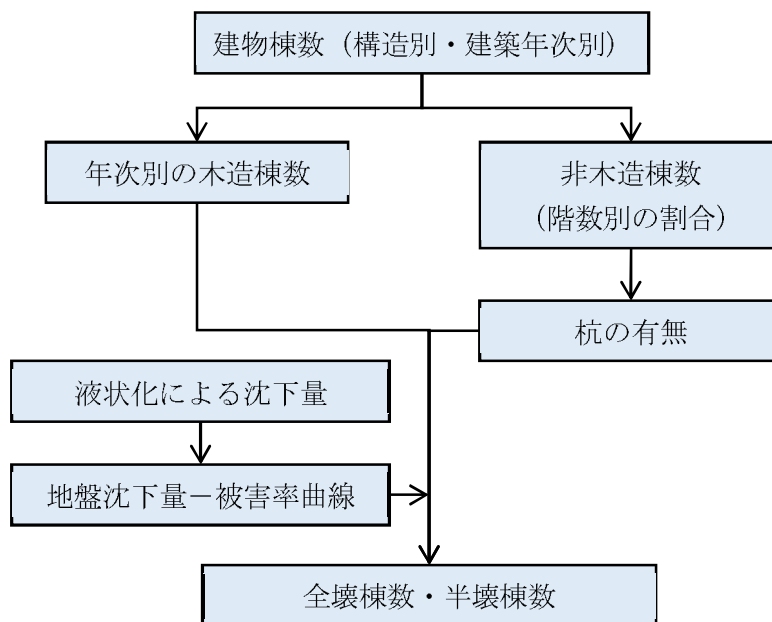 建物棟数（構造別・建築年次別）
年次別の木造棟数
非木造棟数
（階数別の割合）
杭の有無
液状化による沈下量
地盤沈下量－被害率曲線
全壊棟数・半壊棟数